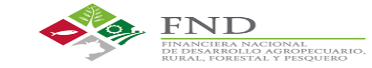 FND
FINANCIERA NACIONAL
DE DESARROLLO AGROPECUARIO,
RURAL, FORESTAL Y PESQUERO